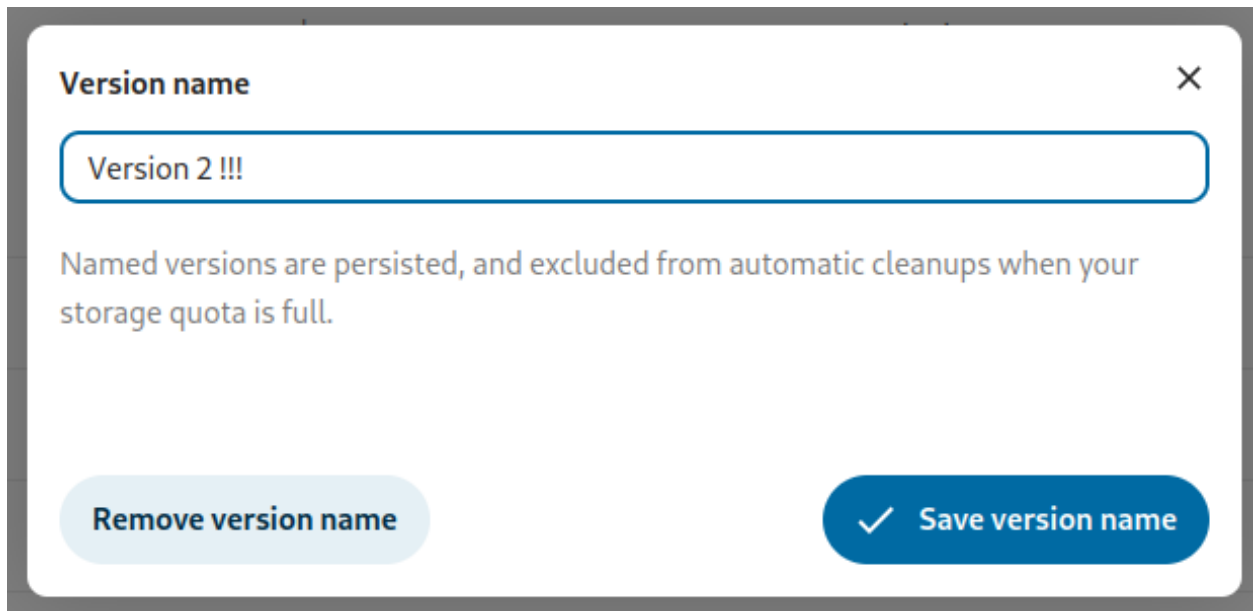 Version name
Version 2 !!!
Named versions are persisted, and excluded from automatic cleanups when your
storage quota is full.
Remove version name
Save version name